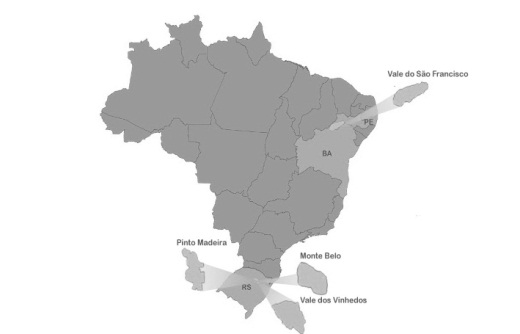 Vale do São Francisco
PE
BA
Pinto Madeira
Monte Belo
RS
Vale dos Vinhedos